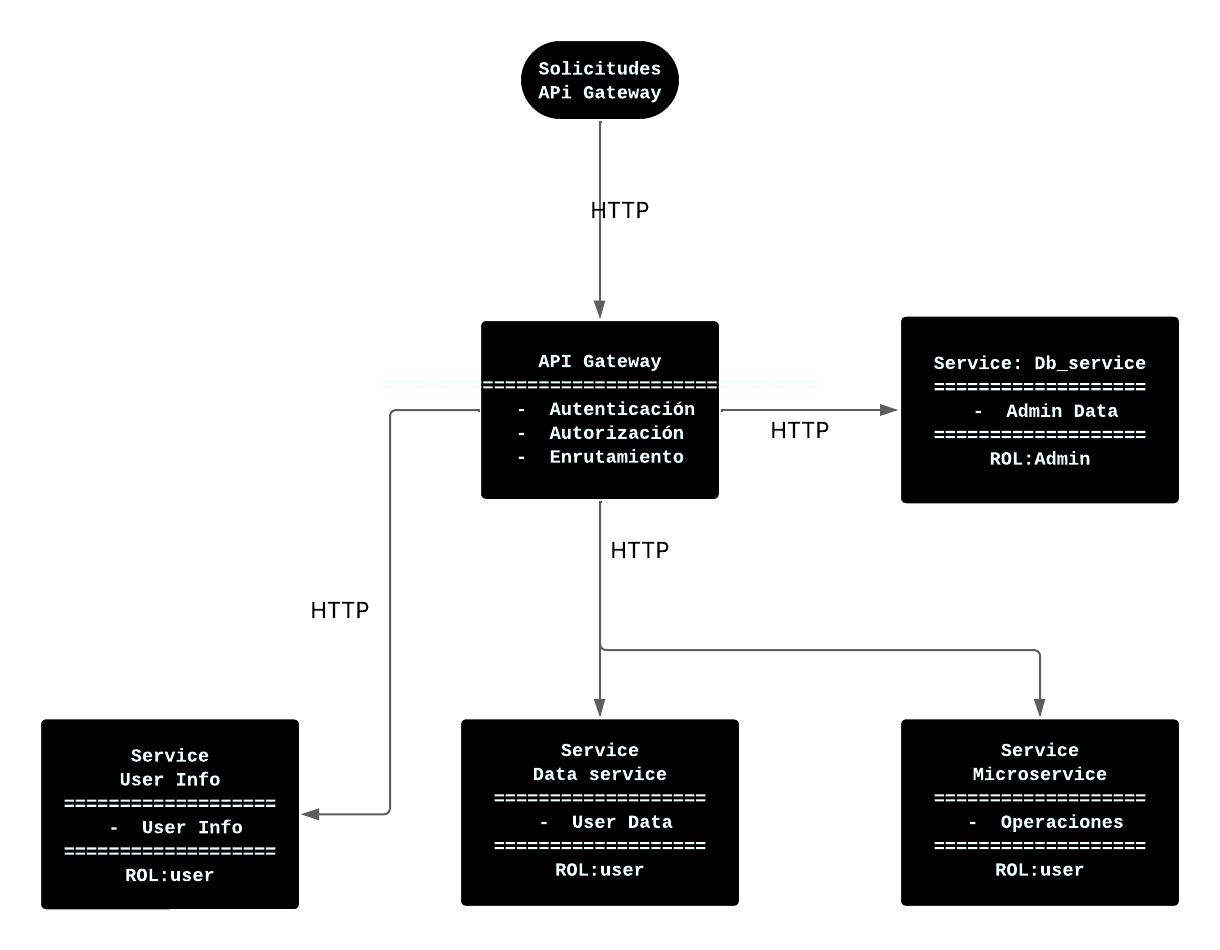 Solicitudes
APi Gateway
HTTP
API Gateway
=======================================
- Autenticación
- Autorización
- Enrutamiento
HTTP
Service: Db_service
===================
- Admin Data
===================
ROL:Admin
HTTP
HTTP
Service
User Info
===================
- User Info
===================
ROL:user
Service
Data service
===================
- User Data
===================
ROL:user
Service
Microservice
===================
- Operaciones
===================
ROL:user